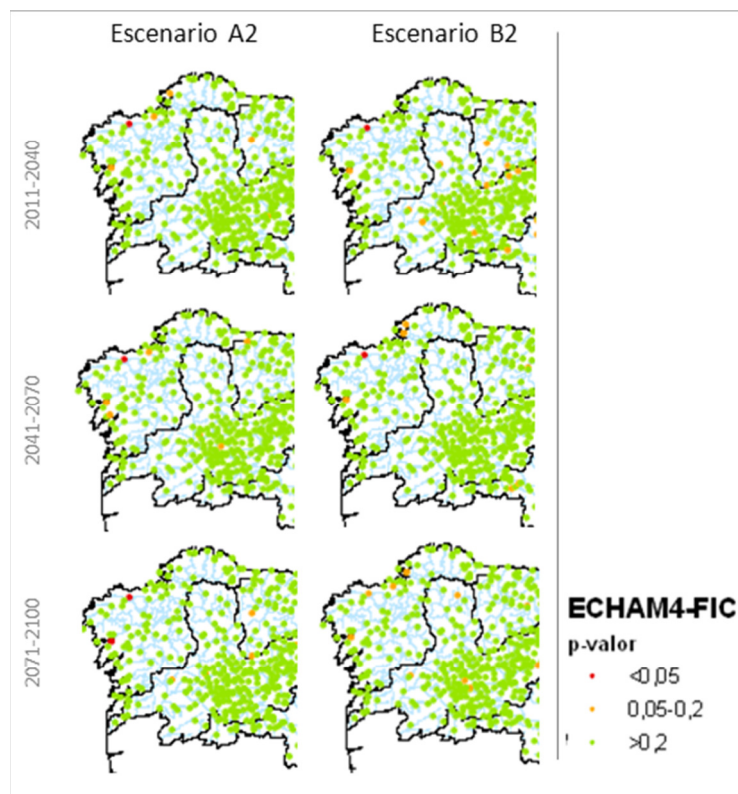 Escenario A2
Escenario B2
2011-2040
2041-2070
2071-2100
ECHAM4-FIC
p-valor
<0,05
0,05-0,2
>0,2